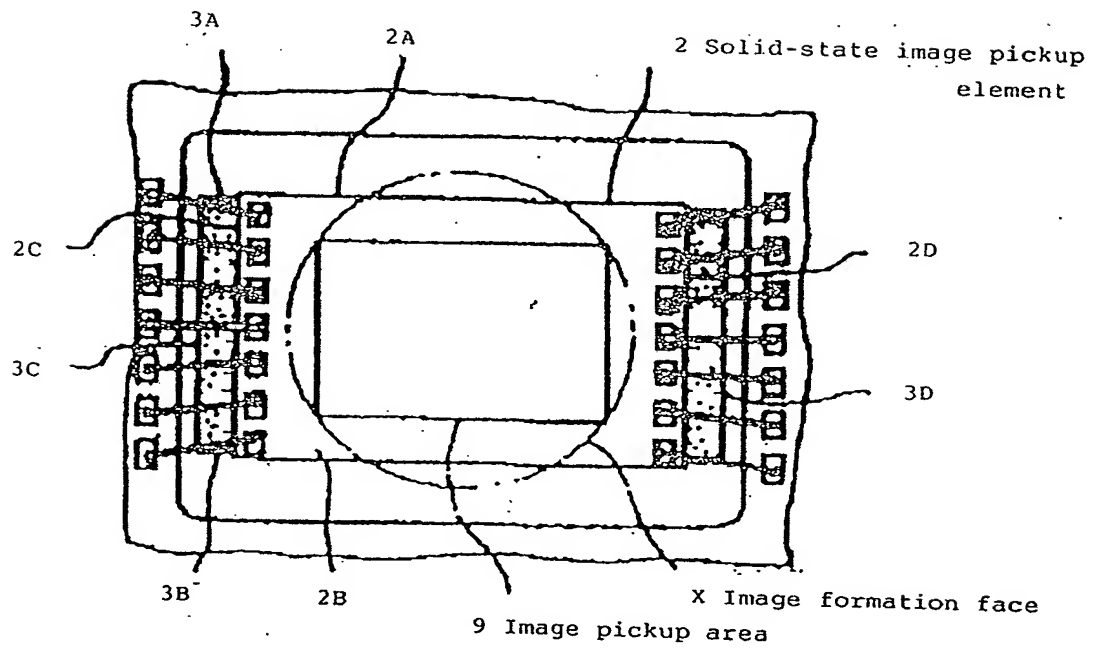 3A
2A
2 Solid-state image pickup
element
2C
2D
3C
3D
3B
2B
X Image formation face
9 Image pickup area